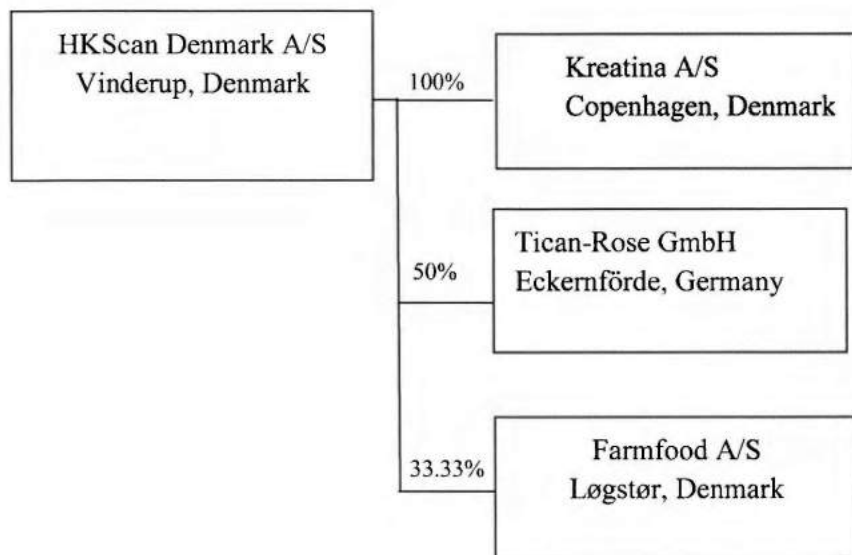 HKScan Denmark A/S
Vinderup, Denmark
100%
Kreatina A/S
Copenhagen, Denmark
50%
Tican-Rose GmbH
Eckernförde, Germany
33.33%
Farmfood A/S
Løgstør, Denmark